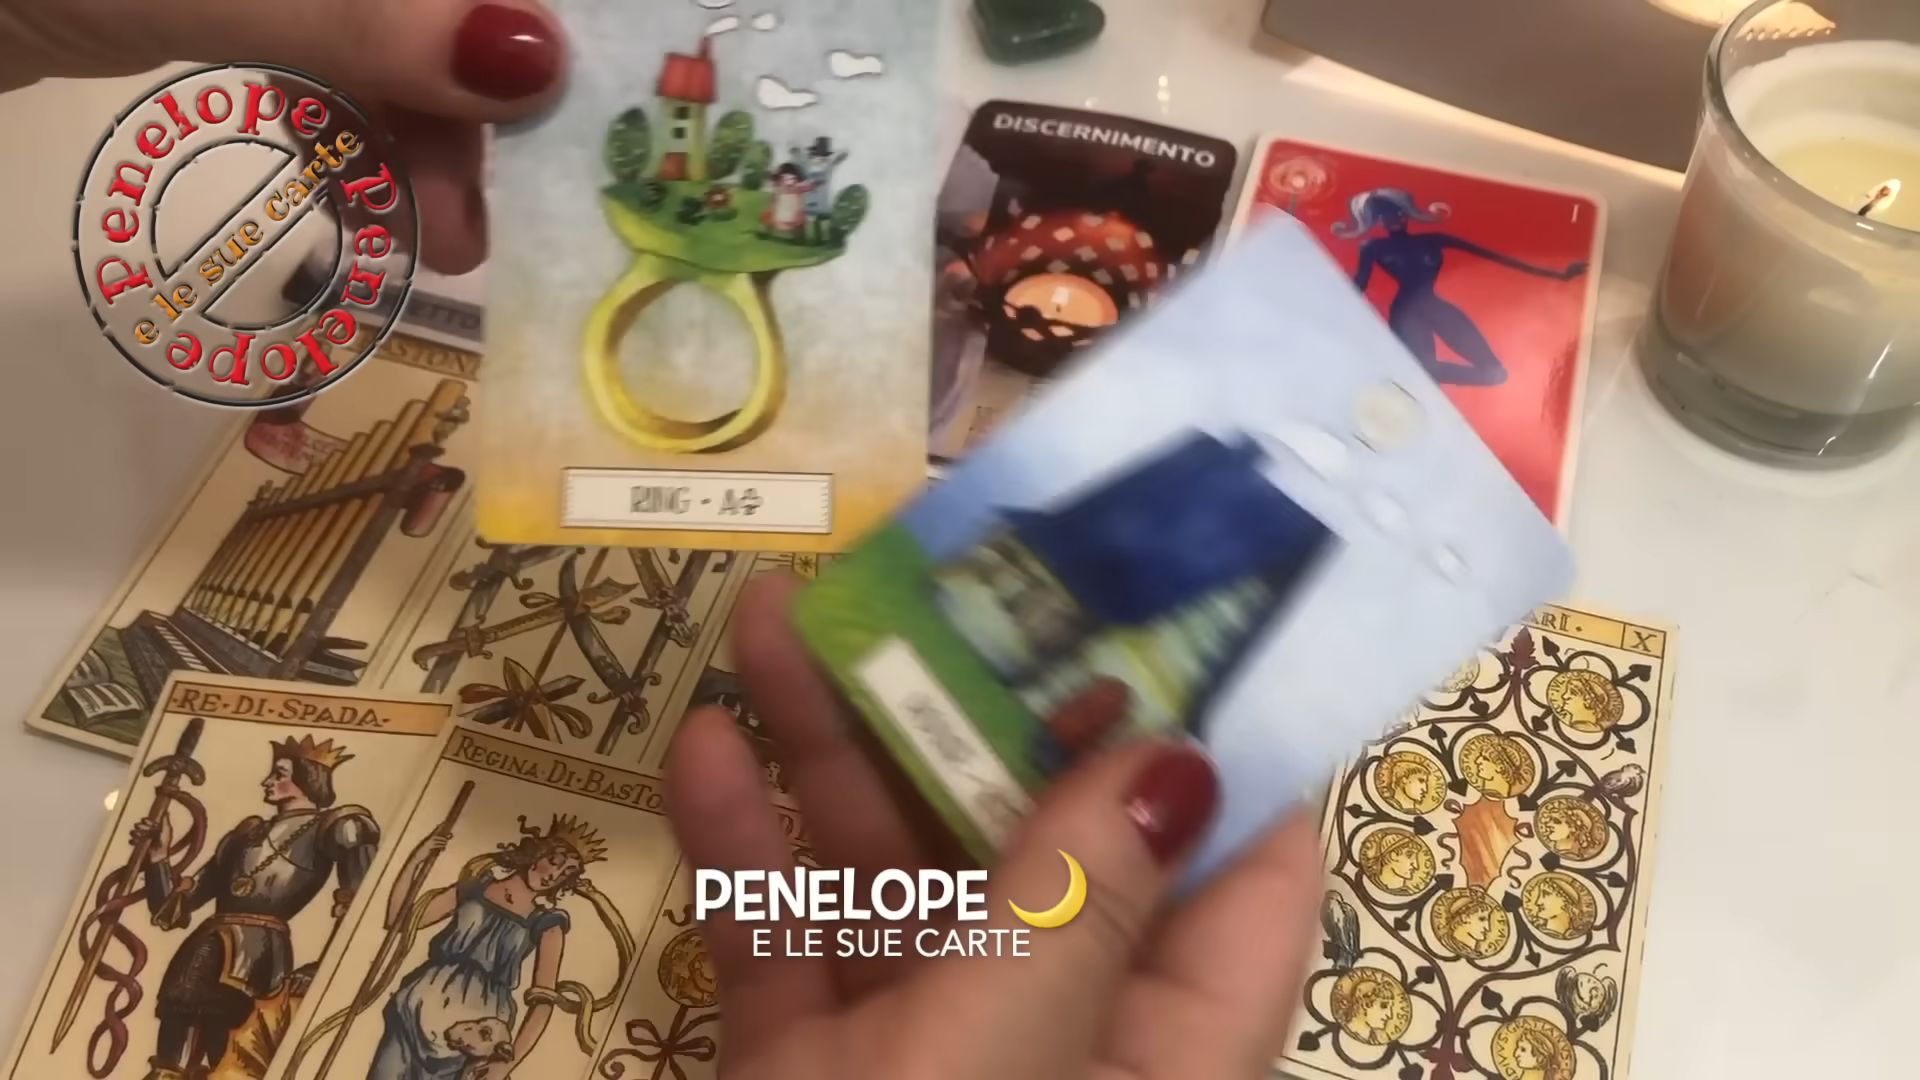 Penelope Penelope
e le sue carte e
DISCERNIMENTO
I
RING - A♣
RE·DI·SPADA·
REGINA·DI·BASTO
X
PENELOPE 🌙
E LE SUE CARTE